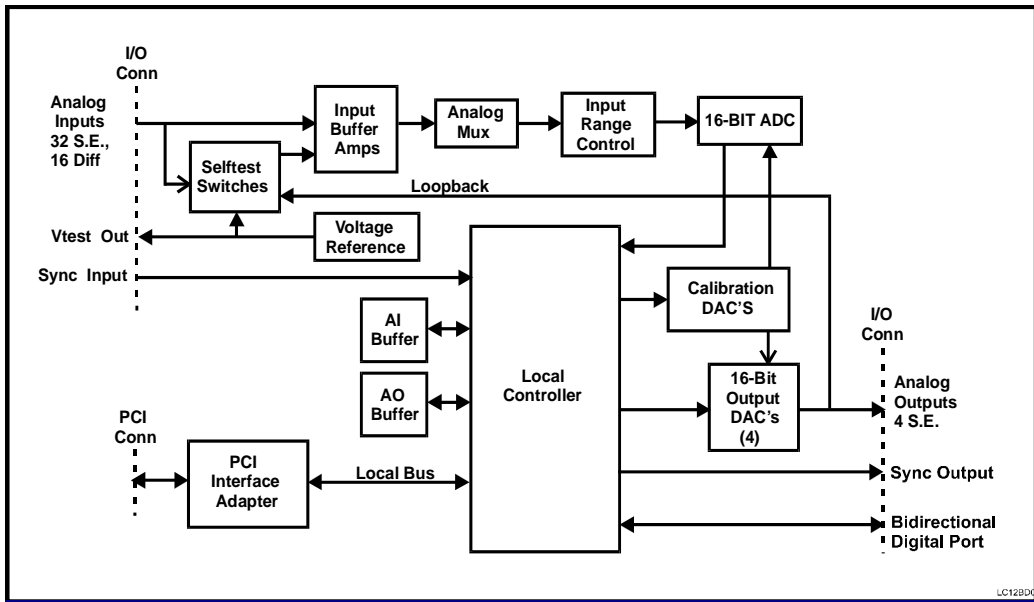 I/O
Conn
Analog
Inputs
32 S.E.,
16 Diff
Input
Buffer
Amps
Analog
Mux
Input
Range
Control
16-BIT ADC
Selftest
Switches
Loopback
Vtest Out
Voltage
Reference
Sync Input
Calibration
DAC'S
AI
Buffer
I/O
Conn
Local
Controller
AO
Buffer
16-Bit
Output
DAC's
(4)
Analog
Outputs
4 S.E.
PCI
Conn
PCI
Interface
Adapter
Local Bus
Sync Output
Bidirectional
Digital Port